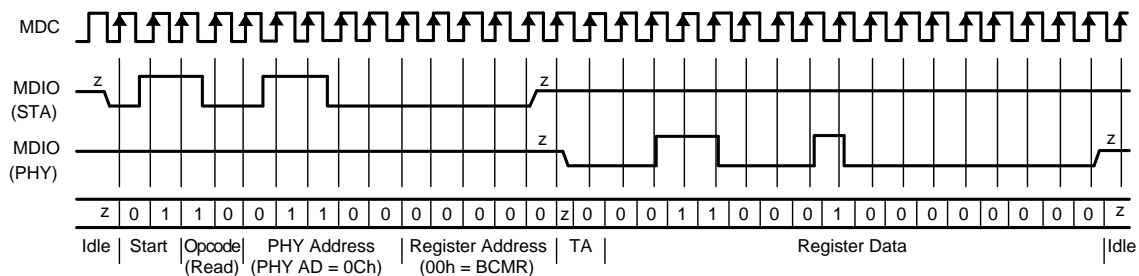 MDC
z
MDIO
(STA)
z
z
MDIO
(PHY)
z
z 0 1 1 0 0 1 1 0 0 0 0 0 0 0 z 0 0 0 1 1 0 0 0 1 0 0 0 0 0 0 0 0 z
Idle Start Opcode PHY Address Register Address TA Register Data Idle
(Read) (PHY AD = 0Ch) (00h = BCMR)